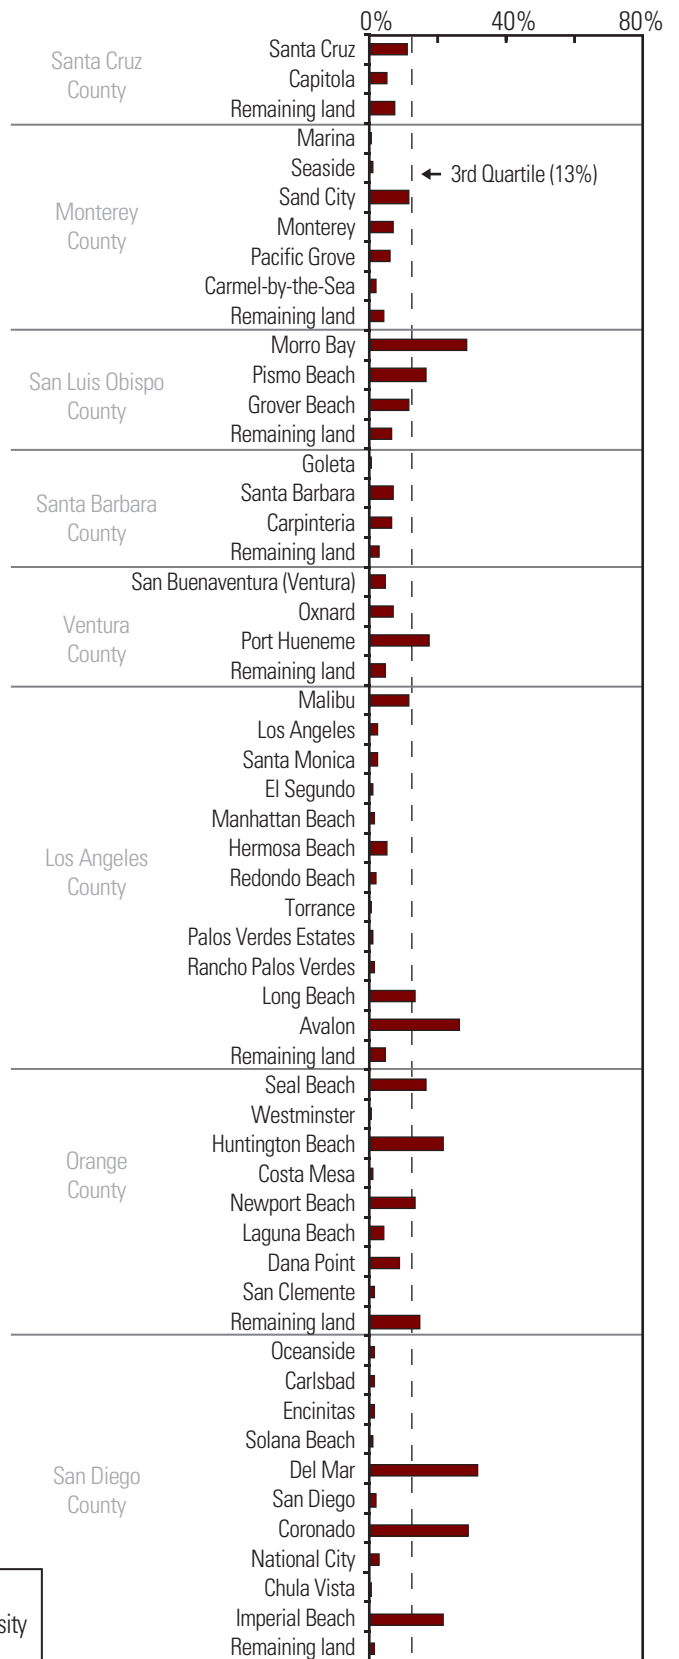 0% 40% 80%
Santa Cruz
County
Santa Cruz
Capitola
Remaining land
Monterey
County
Marina
Seaside
3rd Quartile (13%)
Sand City
Monterey
Pacific Grove
Carmel-by-the-Sea
Remaining land
San Luis Obispo
County
Morro Bay
Pismo Beach
Grover Beach
Remaining land
Santa Barbara
County
Goleta
Santa Barbara
Carpinteria
Remaining land
Ventura
County
San Buenaventura (Ventura)
Oxnard
Port Hueneme
Remaining land
Los Angeles
County
Malibu
Los Angeles
Santa Monica
El Segundo
Manhattan Beach
Hermosa Beach
Redondo Beach
Torrance
Palos Verdes Estates
Rancho Palos Verdes
Long Beach
Avalon
Remaining land
Orange
County
Seal Beach
Westminster
Huntington Beach
Costa Mesa
Newport Beach
Laguna Beach
Dana Point
San Clemente
Remaining land
San Diego
County
Oceanside
Carlsbad
Encinitas
Solana Beach
Del Mar
San Diego
Coronado
National City
Chula Vista
Imperial Beach
Remaining land